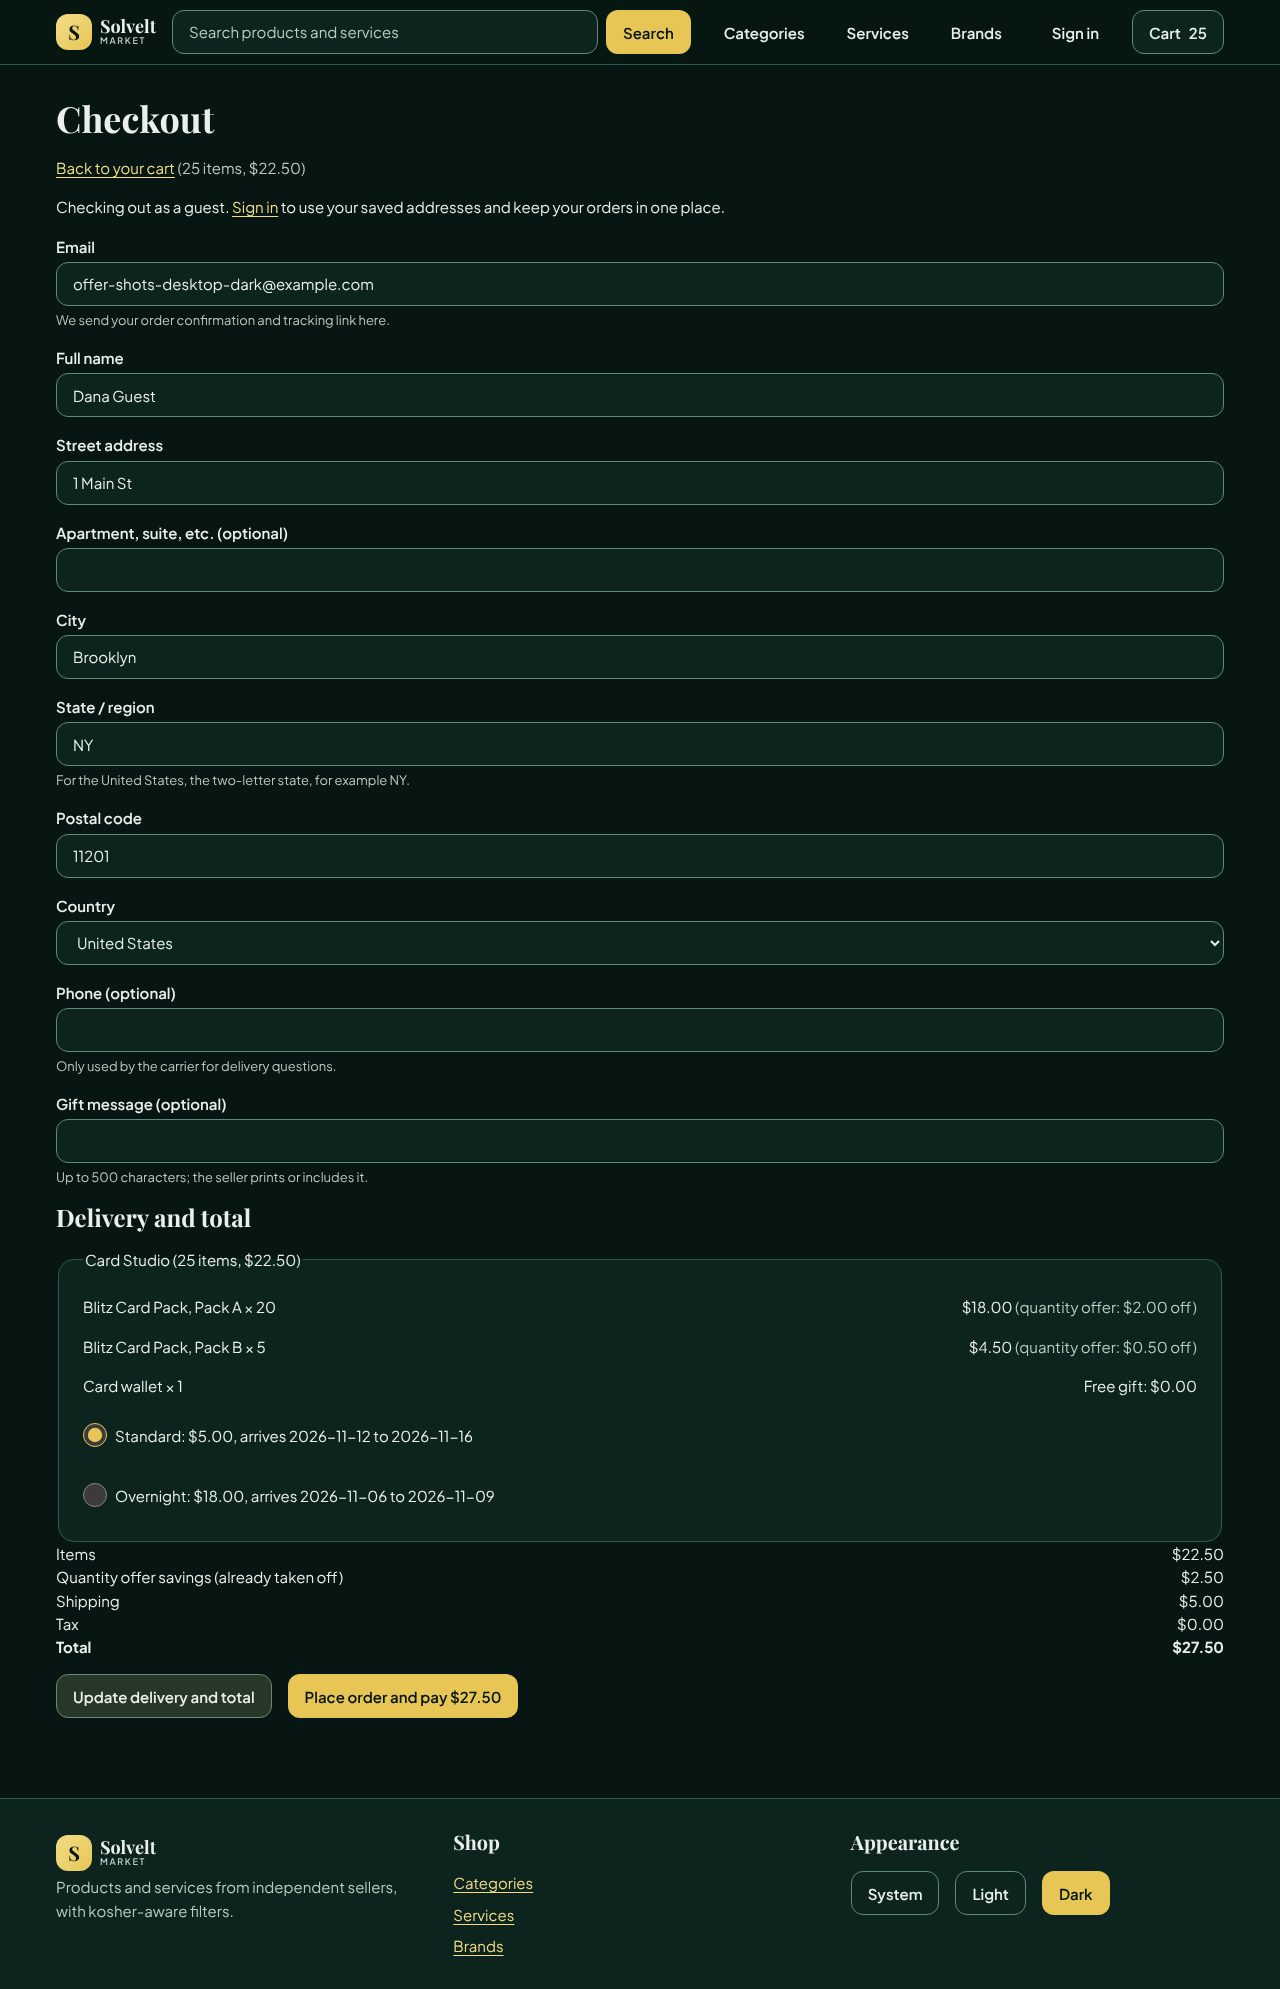 S Solvelt MARKET Search products and services Search Categories Services Brands Sign in Cart 25
Checkout
Back to your cart (25 items, $22.50)
Checking out as a guest. Sign in to use your saved addresses and keep your orders in one place.
Email
offer-shots-desktop-dark@example.com
We send your order confirmation and tracking link here.
Full name
Dana Guest
Street address
1 Main St
Apartment, suite, etc. (optional)
City
Brooklyn
State / region
NY
For the United States, the two-letter state, for example NY.
Postal code
11201
Country
United States
Phone (optional)
Only used by the carrier for delivery questions.
Gift message (optional)
Up to 500 characters; the seller prints or includes it.
Delivery and total
Card Studio (25 items, $22.50)
Blitz Card Pack, Pack A × 20 $18.00 (quantity offer: $2.00 off)
Blitz Card Pack, Pack B × 5 $4.50 (quantity offer: $0.50 off)
Card wallet × 1 Free gift: $0.00
Standard: $5.00, arrives 2026-11-12 to 2026-11-16
Overnight: $18.00, arrives 2026-11-06 to 2026-11-09
Items $22.50
Quantity offer savings (already taken off) $2.50
Shipping $5.00
Tax $0.00
Total $27.50
Update delivery and total Place order and pay $27.50
S Solvelt MARKET
Products and services from independent sellers,
with kosher-aware filters.
Shop
Categories
Services
Brands
Appearance
System Light Dark